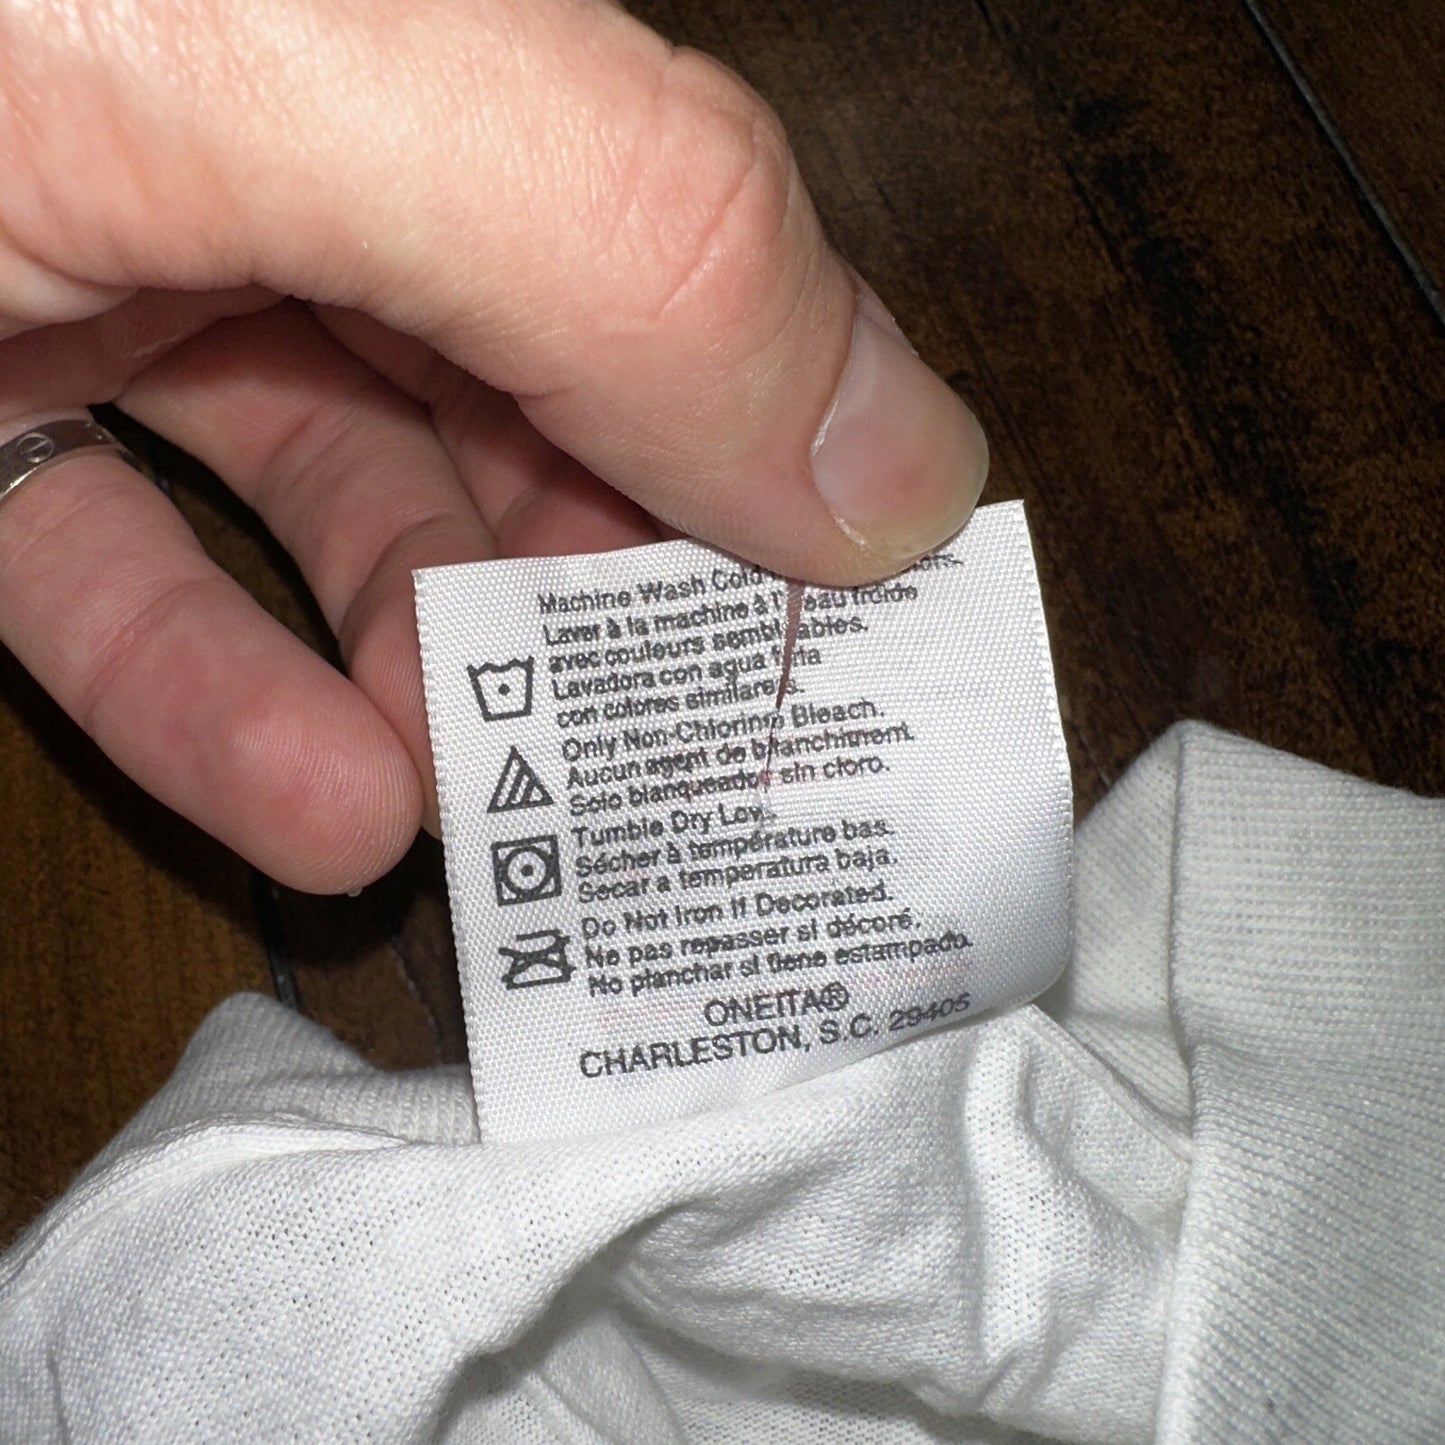 Machine Wash Cold
Laver à la machine à l'eau froide
avec couleurs semblables.
Lavadora con agua fria
con colores similares.
Only Non-Chlorine Bleach.
Aucun agent de blanchiment.
Solo blanqueador sin cloro.
Tumble Dry Low.
Sécher à température bas.
Secar a temperatura baja.
Do Not Iron If Decorated.
Ne pas repasser si décoré.
No planchar si tiene estampado.
ONEITA®
CHARLESTON, S.C. 29405